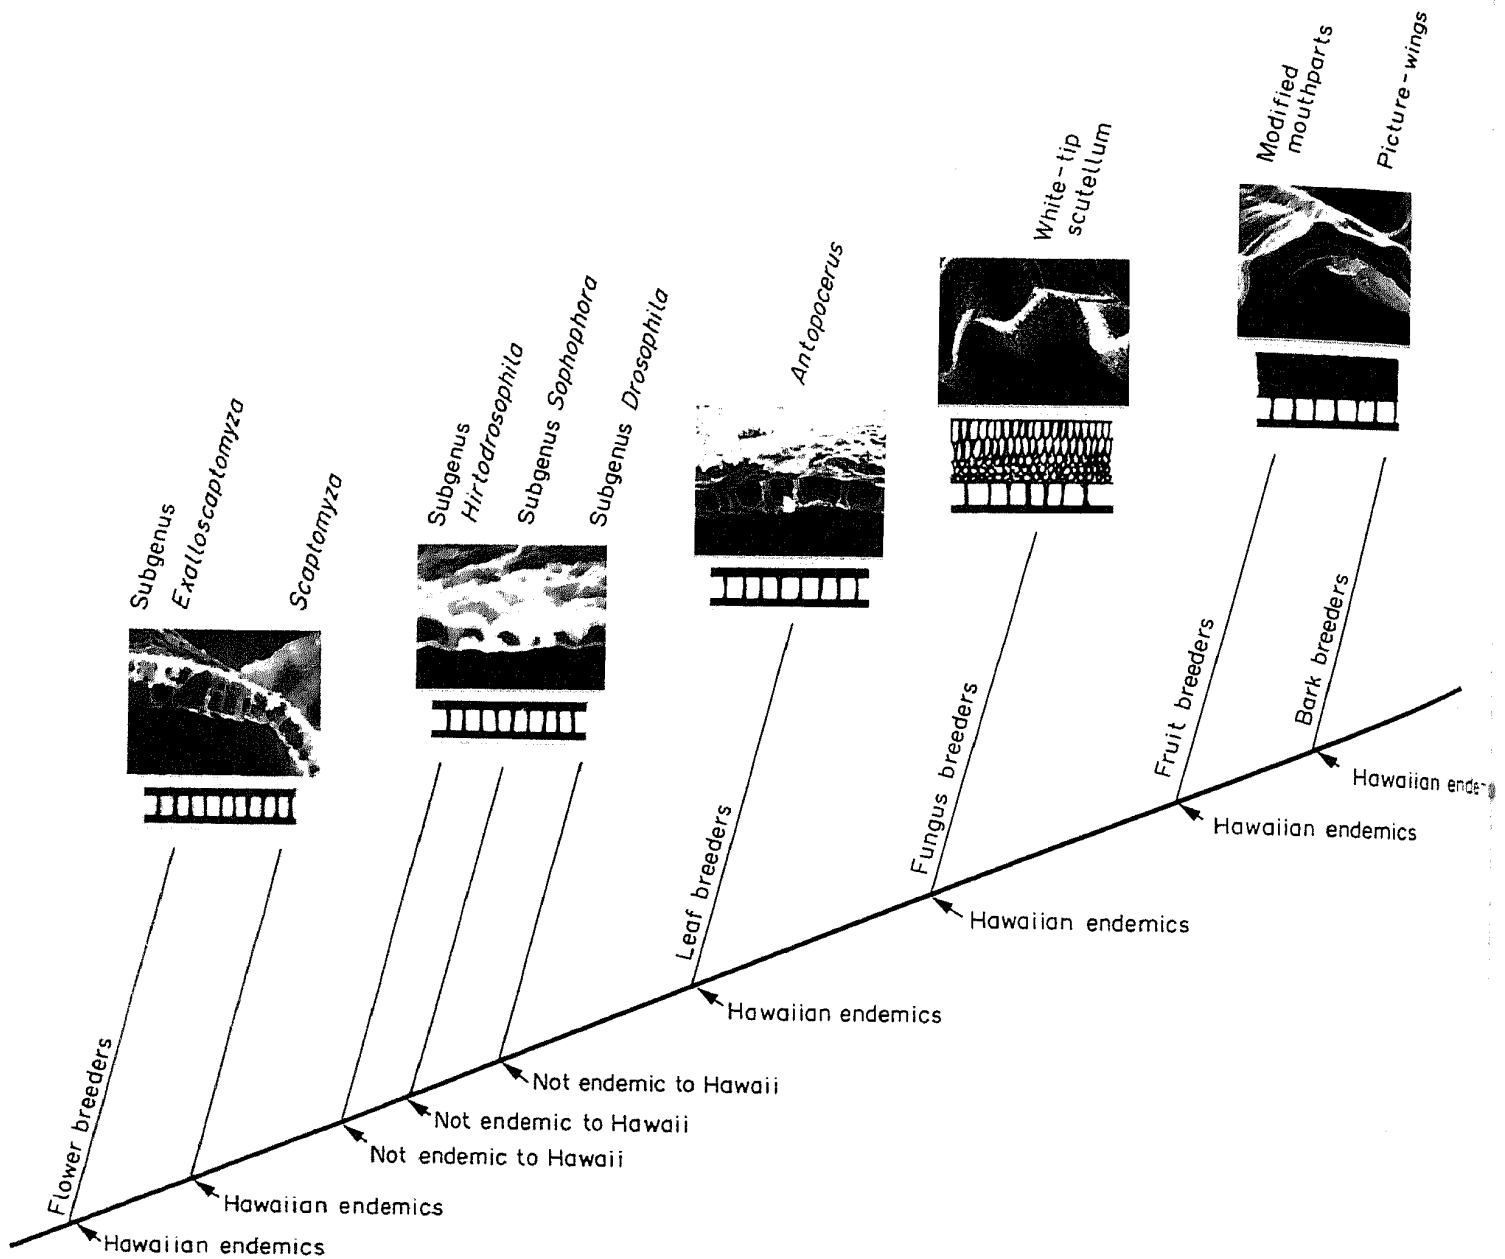 Modified
mouthparts
Picture-wings
White-tip
scutellum
Antopocerus
Subgenus
Hirtodrosophila
Subgenus Sophophora
Subgenus Drosophila
Subgenus
Exalloscaptomyza
Scaptomyza
Flower breeders
Leaf breeders
Fungus breeders
Fruit breeders
Bark breeders
Hawaiian ende
Hawaiian endemics
Hawaiian endemics
Hawaiian endemics
Not endemic to Hawaii
Not endemic to Hawaii
Not endemic to Hawaii
Hawaiian endemics
Hawaiian endemics